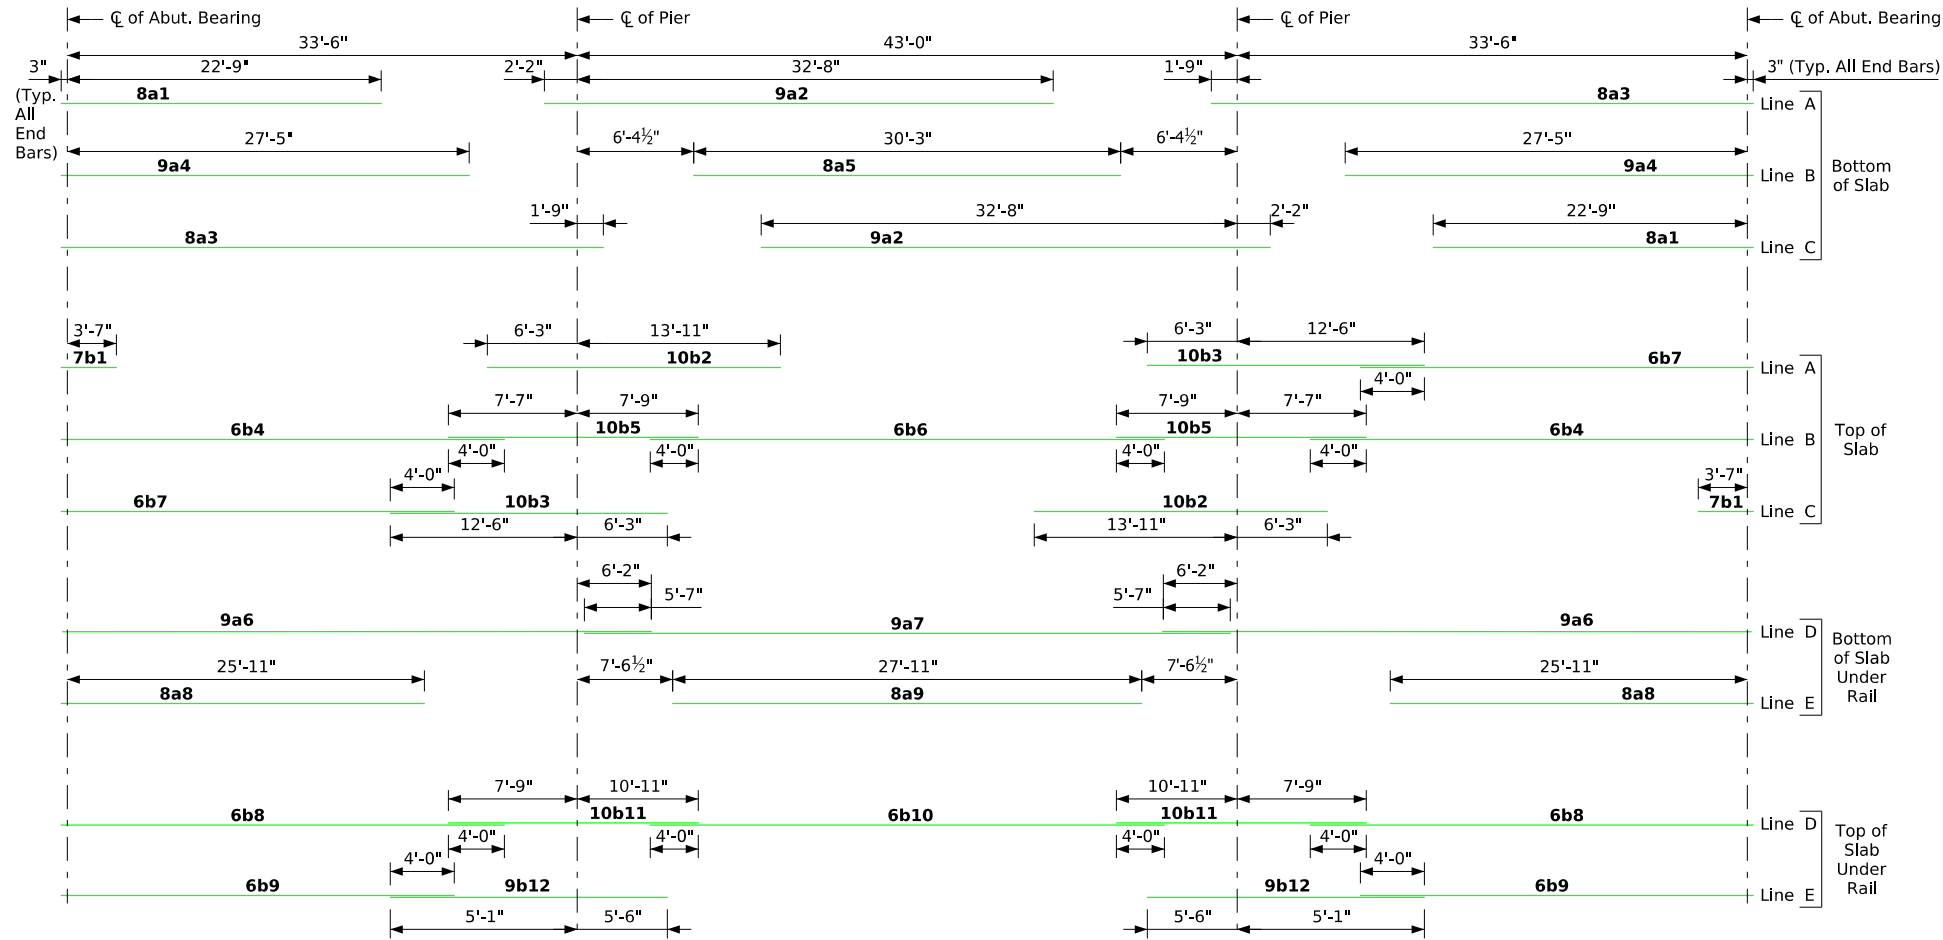 ℄ of Abut. Bearing
℄ of Pier
℄ of Pier
℄ of Abut. Bearing
33'-6"
43'-0"
33'-6"
3"
22'-9"
2'-2"
32'-8"
1'-9"
3" (Typ. All End Bars)
(Typ.
All
End
Bars)
8a1
9a2
8a3
Line A
27'-5"
6'-4½"
30'-3"
6'-4½"
27'-5"
9a4
8a5
9a4
Line B
Bottom
of Slab
1'-9"
32'-8"
2'-2"
22'-9"
8a3
9a2
8a1
Line C
3'-7"
6'-3"
13'-11"
6'-3"
12'-6"
7b1
10b2
10b3
6b7
Line A
4'-0"
7'-7"
7'-9"
7'-9"
7'-7"
6b4
10b5
6b6
10b5
6b4
Line B
Top of
Slab
4'-0"
4'-0"
4'-0"
4'-0"
4'-0"
3'-7"
6b7
10b3
10b2
7b1
Line C
12'-6"
6'-3"
13'-11"
6'-3"
6'-2"
6'-2"
5'-7"
5'-7"
9a6
9a7
9a6
Line D
Bottom
of Slab
Under
Rail
25'-11"
7'-6½"
27'-11"
7'-6½"
25'-11"
8a8
8a9
8a8
Line E
7'-9"
10'-11"
10'-11"
7'-9"
6b8
10b11
6b10
10b11
6b8
Line D
Top of
Slab
Under
Rail
4'-0"
4'-0"
4'-0"
4'-0"
4'-0"
4'-0"
6b9
9b12
9b12
6b9
Line E
5'-1"
5'-6"
5'-6"
5'-1"